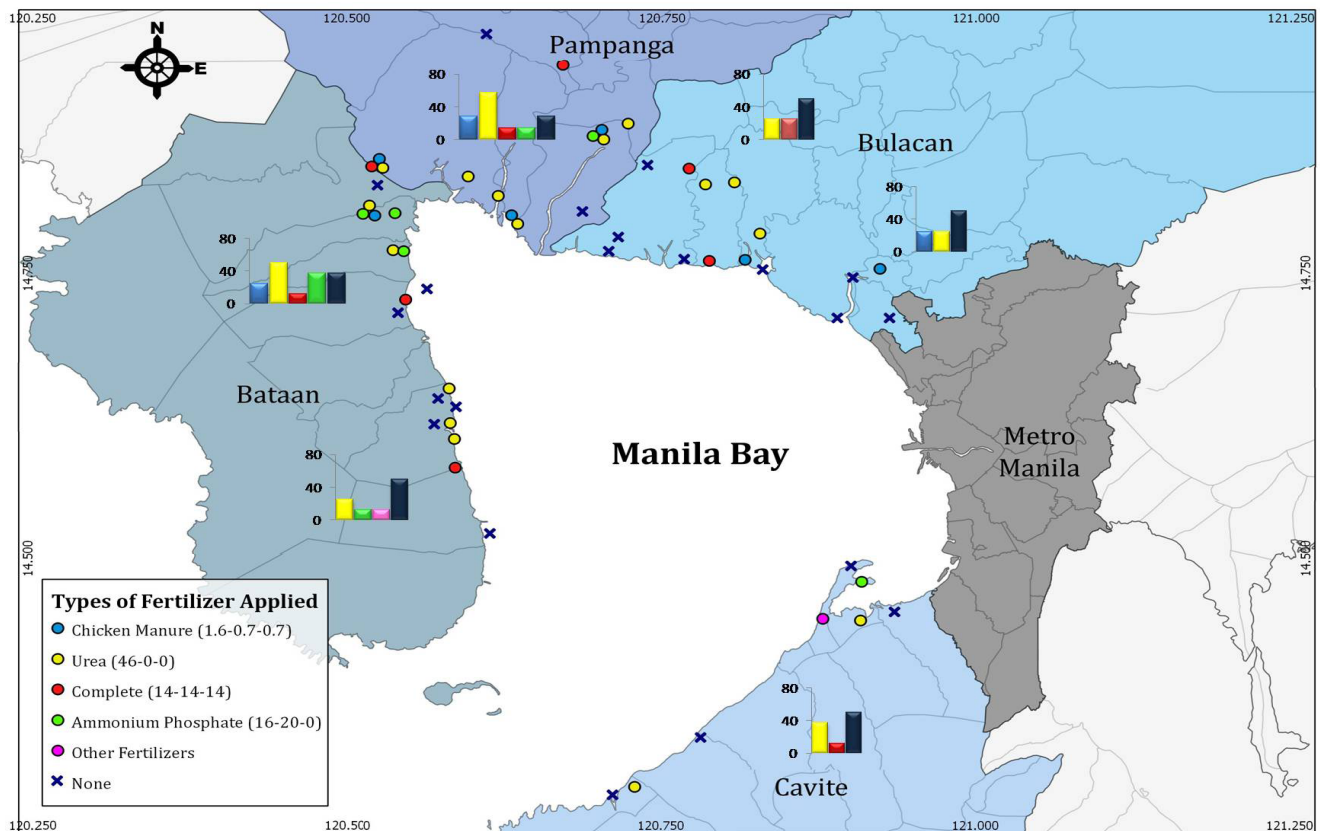 120.250
120.500
120.750
121.000
121.250
N
E
Pampanga
80
40
0
80
40
0
Bulacan
80
40
0
14.750
14.750
80
40
0
Bataan
Manila Bay
Metro
Manila
80
40
0
14.500
14.500
Types of Fertilizer Applied
Chicken Manure (1.6-0.7-0.7)
Urea (46-0-0)
Complete (14-14-14)
Ammonium Phosphate (16-20-0)
Other Fertilizers
None
80
40
0
Cavite
120.250
120.500
120.750
121.000
121.250